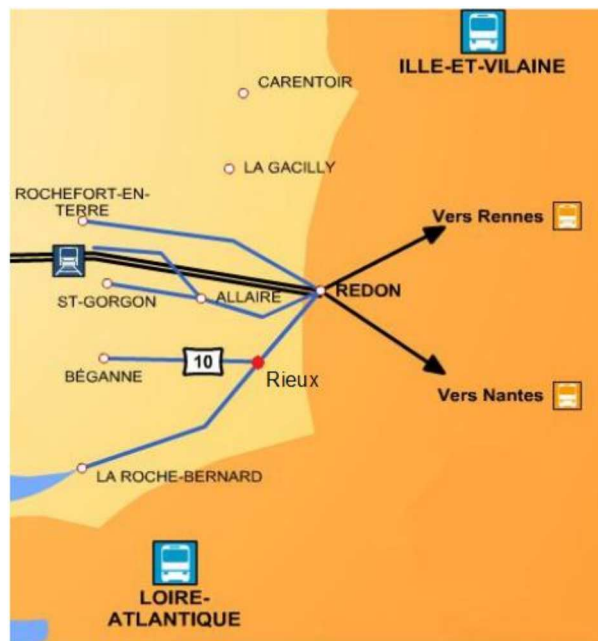 ILLE-ET-VILAINE
CARENTOIR
LA GACILLY
ROCHEFORT-EN-
TERRE
Vers Rennes
ST-GORGON
ALLAIRE
REDON
10
BÉGANNE
Rieux
Vers Nantes
LA ROCHE-BERNARD
LOIRE-
ATLANTIQUE